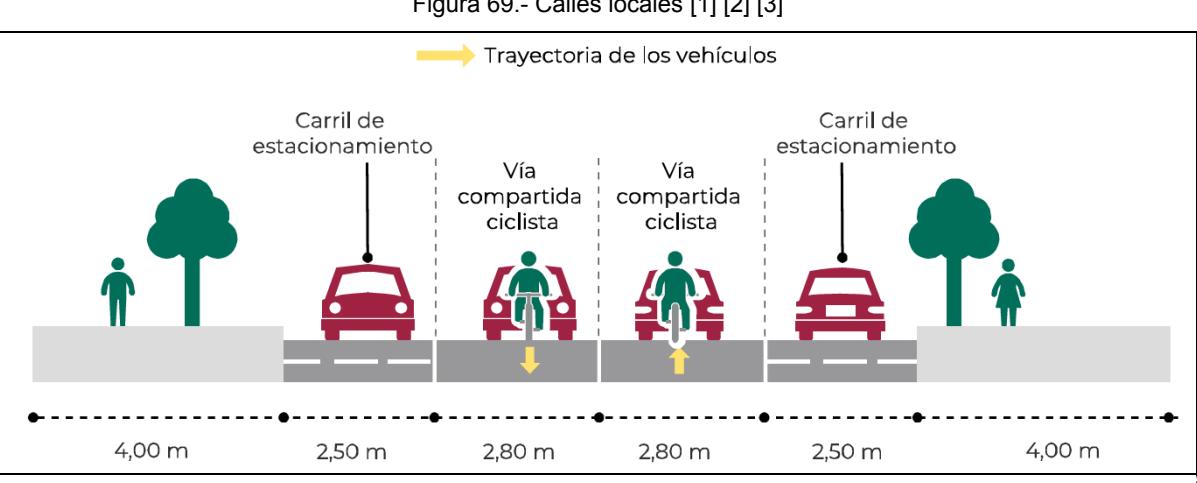 Figura 69.- Calles locales [1] [2] [3]
Trayectoria de los vehículos
Carril de
estacionamiento
Vía
compartida
ciclista
Vía
compartida
ciclista
Carril de
estacionamiento
4,00 m
2,50 m
2,80 m
2,80 m
2,50 m
4,00 m